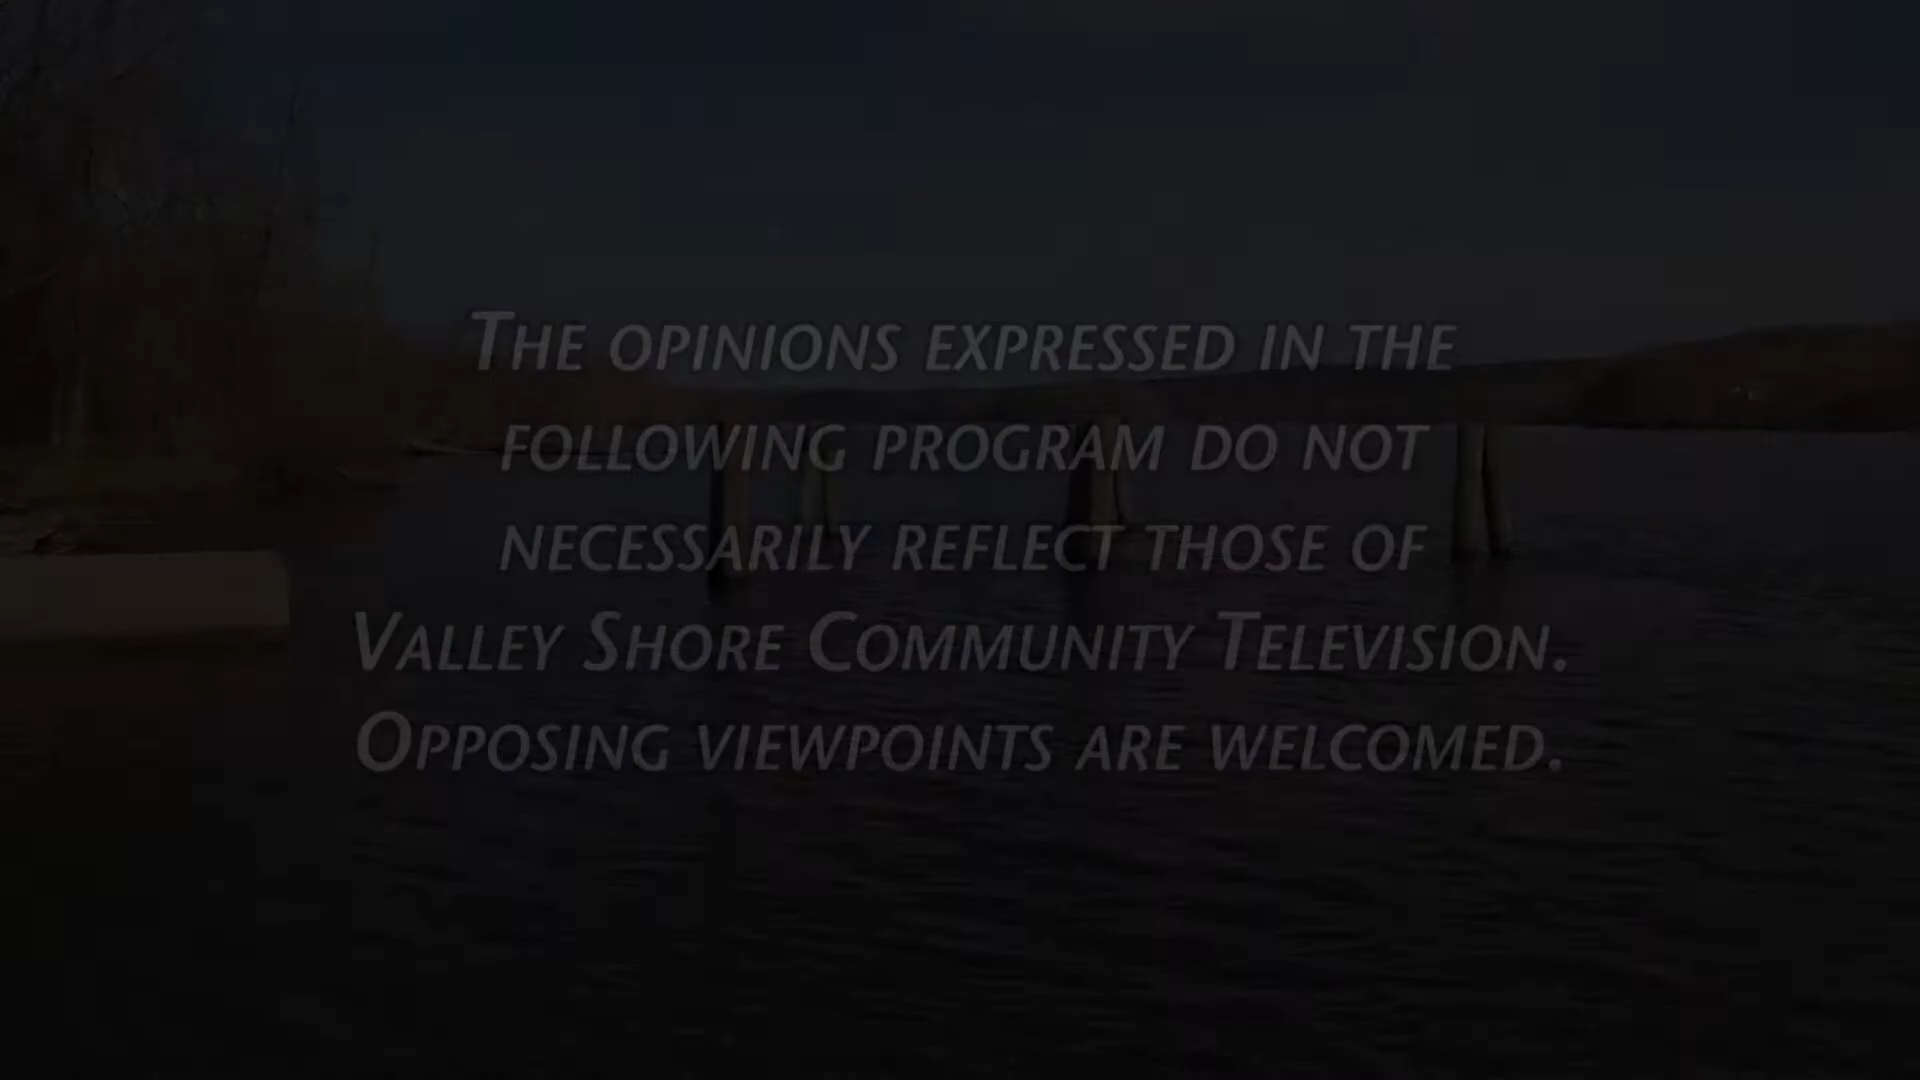 The opinions expressed in the
following program do not
necessarily reflect those of
Valley Shore Community Television.
Opposing viewpoints are welcomed.